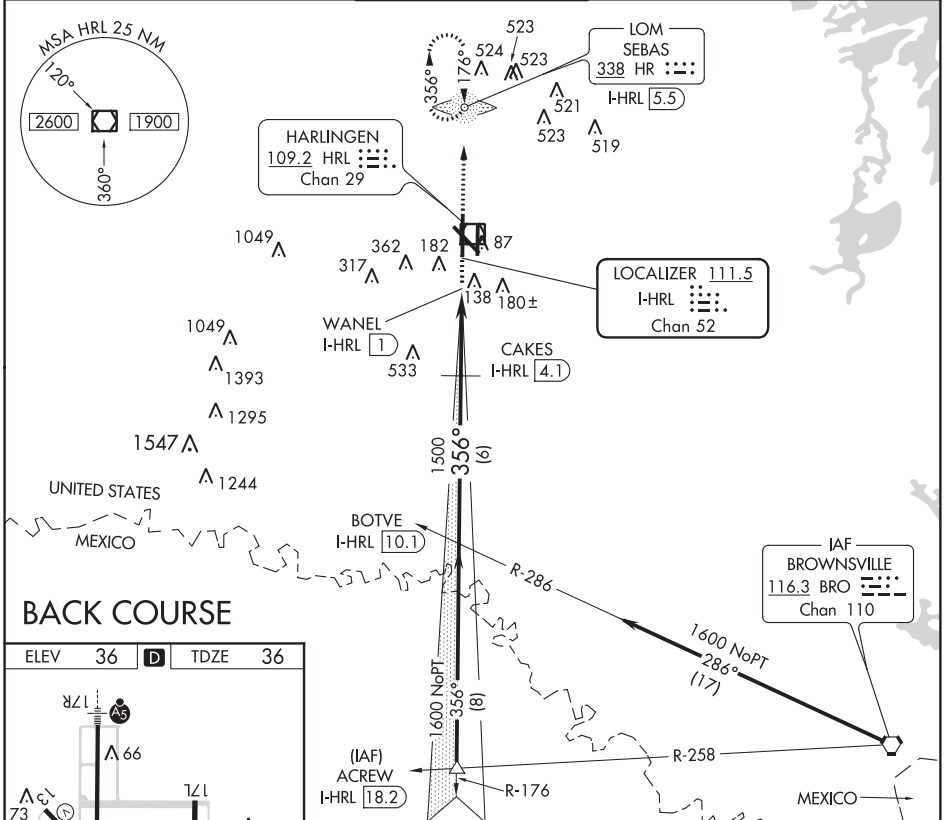 MSA HRL 25 NM
120°
2600
1900
360°
523
524
523
521
523
519
356°
176°
LOM
SEBAS
338 HR
I-HRL 5.5
HARLINGEN
109.2 HRL
Chan 29
1049
317
362
182
87
138
180±
LOCALIZER 111.5
I-HRL
Chan 52
WANEL
I-HRL 1
533
CAKES
I-HRL 4.1
1049
1393
1295
1547
1244
1500
356°
(6)
UNITED STATES
MEXICO
BOTVE
I-HRL 10.1
R-286
IAF
BROWNSVILLE
116.3 BRO
Chan 110
1600 NoPT
286°
(17)
BACK COURSE
ELEV 36 D TDZE 36
17R
A5
66
17L
73
13
V
1600 NoPT
356°
(8)
(IAF)
ACREW
I-HRL 18.2
R-258
R-176
MEXICO